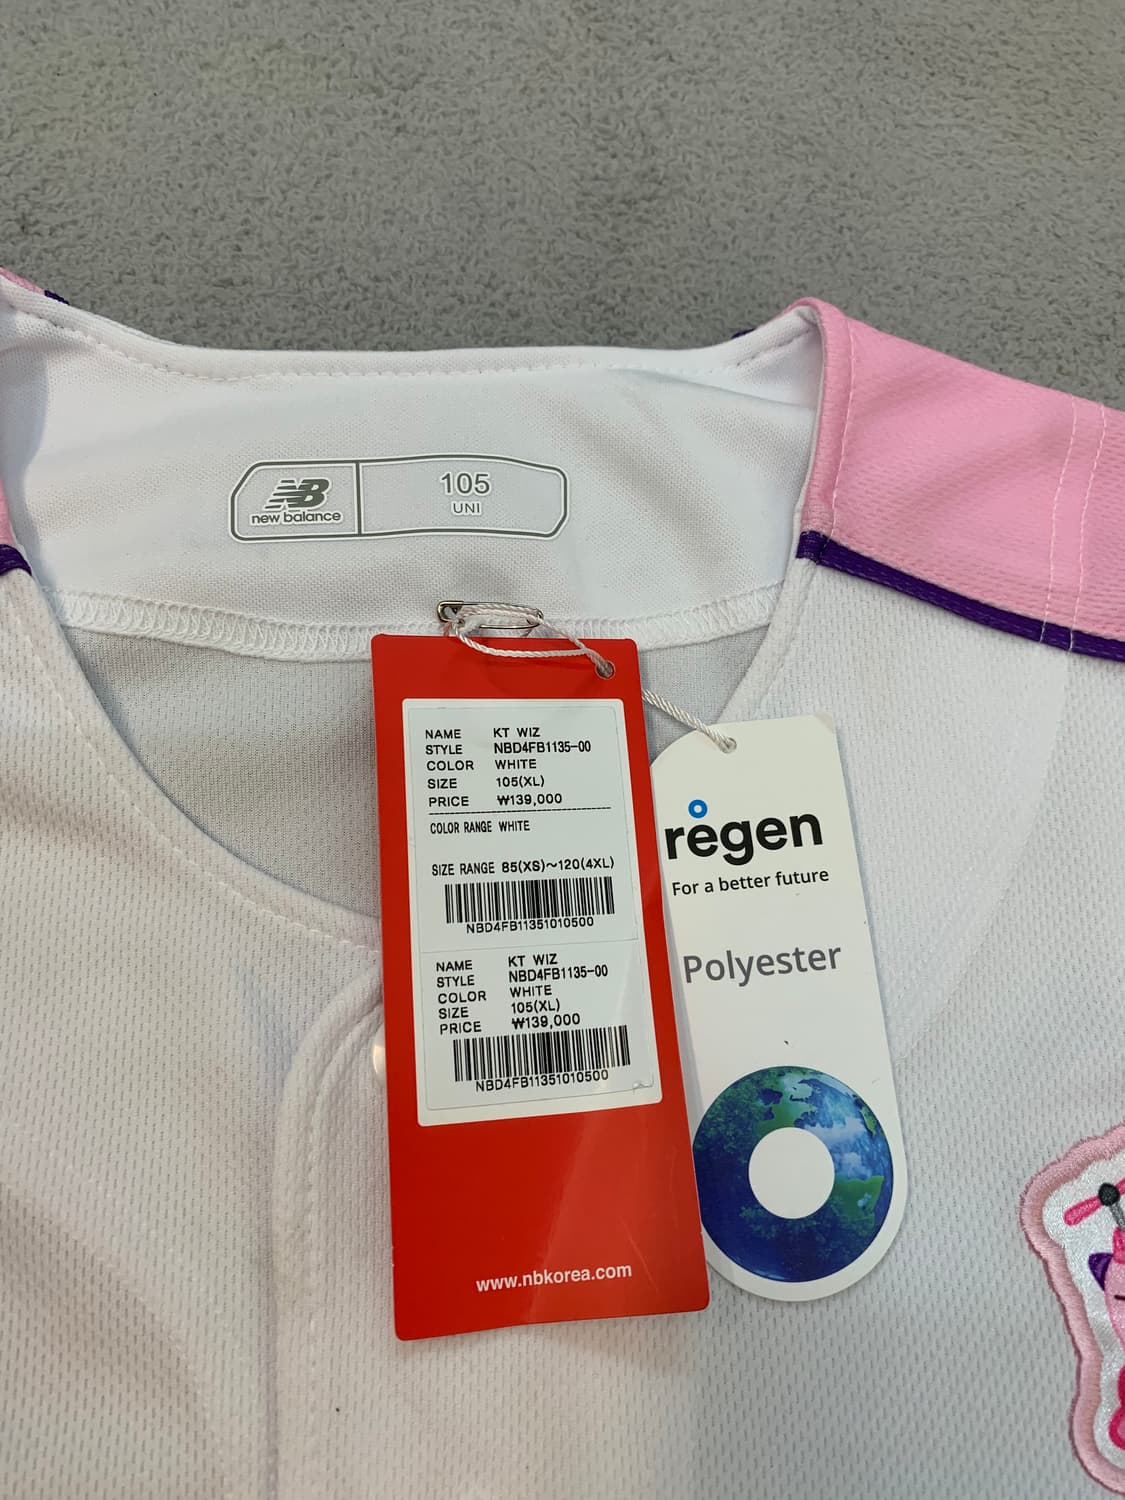 NB
new balance
105
UNI
NAME KT WIZ
STYLE NBD4FB1135-00
COLOR WHITE
SIZE 105(XL)
PRICE ₩139,000
COLOR RANGE WHITE
SIZE RANGE 85(XS)~120(4XL)
NBD4FB11351010500
NAME KT WIZ
STYLE NBD4FB1135-00
COLOR WHITE
SIZE 105(XL)
PRICE ₩139,000
NBD4FB11351010500
www.nbkorea.com
regen
For a better future
Polyester